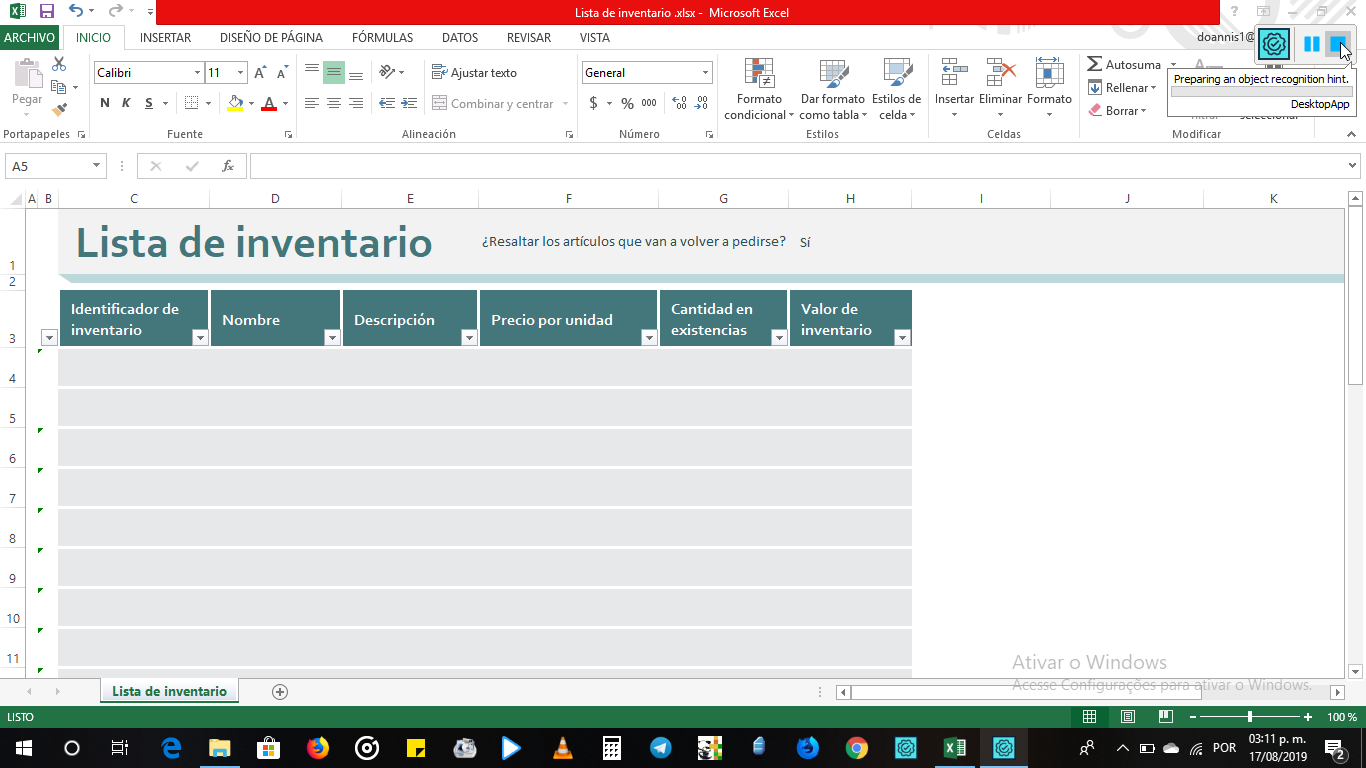 Lista de inventario .xlsx - Microsoft Excel
ARCHIVO INICIO INSERTAR DISEÑO DE PÁGINA FÓRMULAS DATOS REVISAR VISTA doannis1@
Preparing an object recognition hint.
DesktopApp
Pegar
Calibri 11
N K S
Ajustar texto
Combinar y centrar
General
$ % 000
Formato condicional
Dar formato como tabla
Estilos de celda
Insertar Eliminar Formato
Autosuma
Rellenar
Borrar
Portapapeles Fuente Alineación Número Estilos Celdas Modificar
A5 fx
A B C D E F G H I J K
1 Lista de inventario ¿Resaltar los artículos que van a volver a pedirse? Sí
2
3 Identificador de inventario Nombre Descripción Precio por unidad Cantidad en existencias Valor de inventario
4
5
6
7
8
9
10
11
Ativar o Windows
Acesse Configurações para ativar o Windows.
Lista de inventario
LISTO 100 %
POR 03:11 p. m.
17/08/2019
2